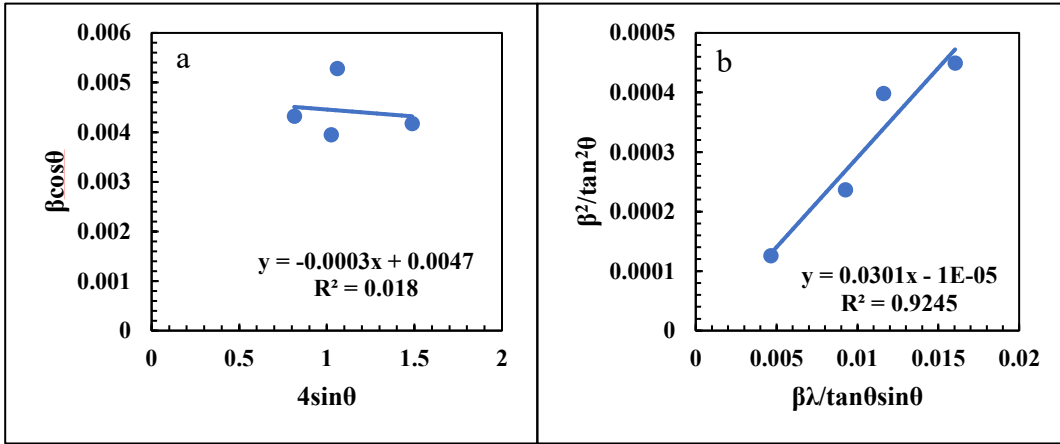 a
0.006
0.005
0.004
0.003
0.002
0.001
0
βcosθ
y = -0.0003x + 0.0047
R² = 0.018
0 0.5 1 1.5 2
4sinθ
b
0.0005
0.0004
0.0003
0.0002
0.0001
0
β²/tan²θ
y = 0.0301x - 1E-05
R² = 0.9245
0 0.005 0.01 0.015 0.02
βλ/tanθsinθ